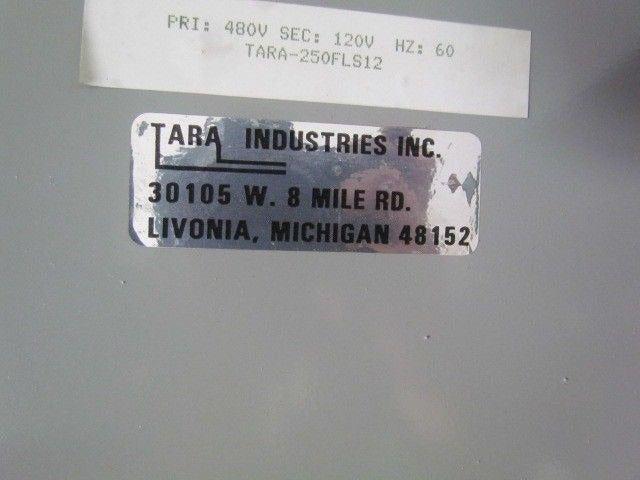 PRI: 480V SEC: 120V HZ: 60
TARA-250FLS12
TARA INDUSTRIES INC.
30105 W. 8 MILE RD.
LIVONIA, MICHIGAN 48152